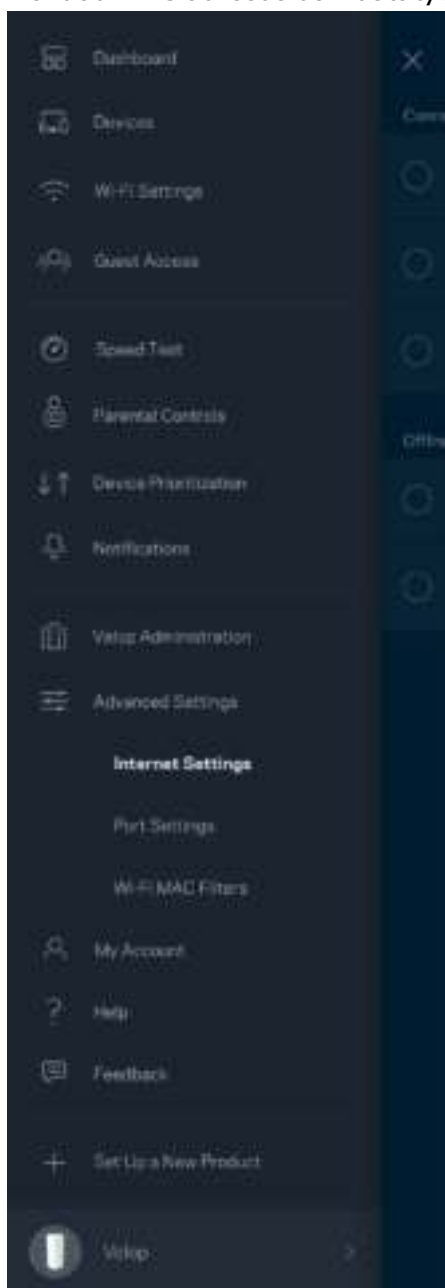 Dashboard
Devices
Wi-Fi Settings
Guest Access
Speed Test
Parental Controls
Device Prioritization
Notifications
Velop Administration
Advanced Settings
Internet Settings
Port Settings
Wi-Fi MAC Filters
My Account
Help
Feedback
Set Up a New Product
Velop